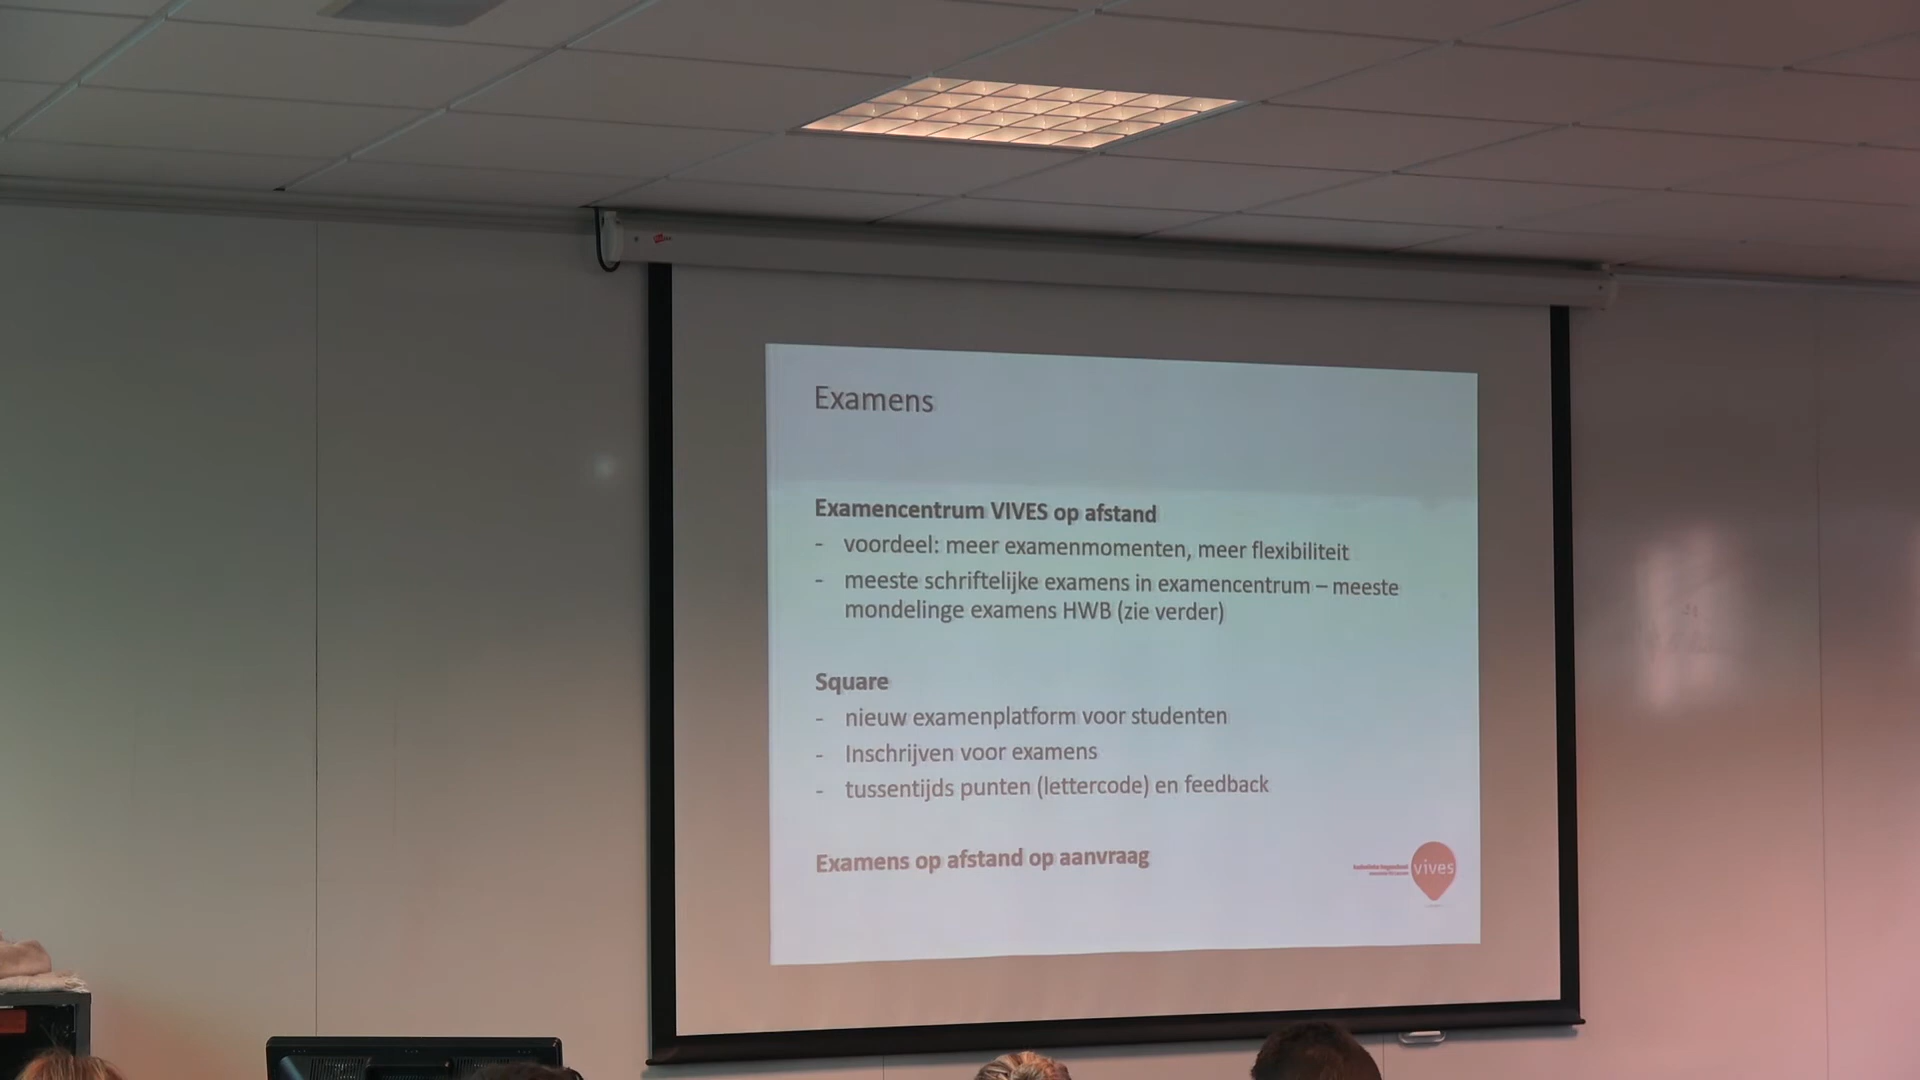 Examens
Examencentrum VIVES op afstand
- voordeel: meer examenmomenten, meer flexibiliteit
- meeste schriftelijke examens in examencentrum – meeste
mondelinge examens HWB (zie verder)
Square
- nieuw examenplatform voor studenten
- Inschrijven voor examens
- tussentijds punten (lettercode) en feedback
Examens op afstand op aanvraag
vives